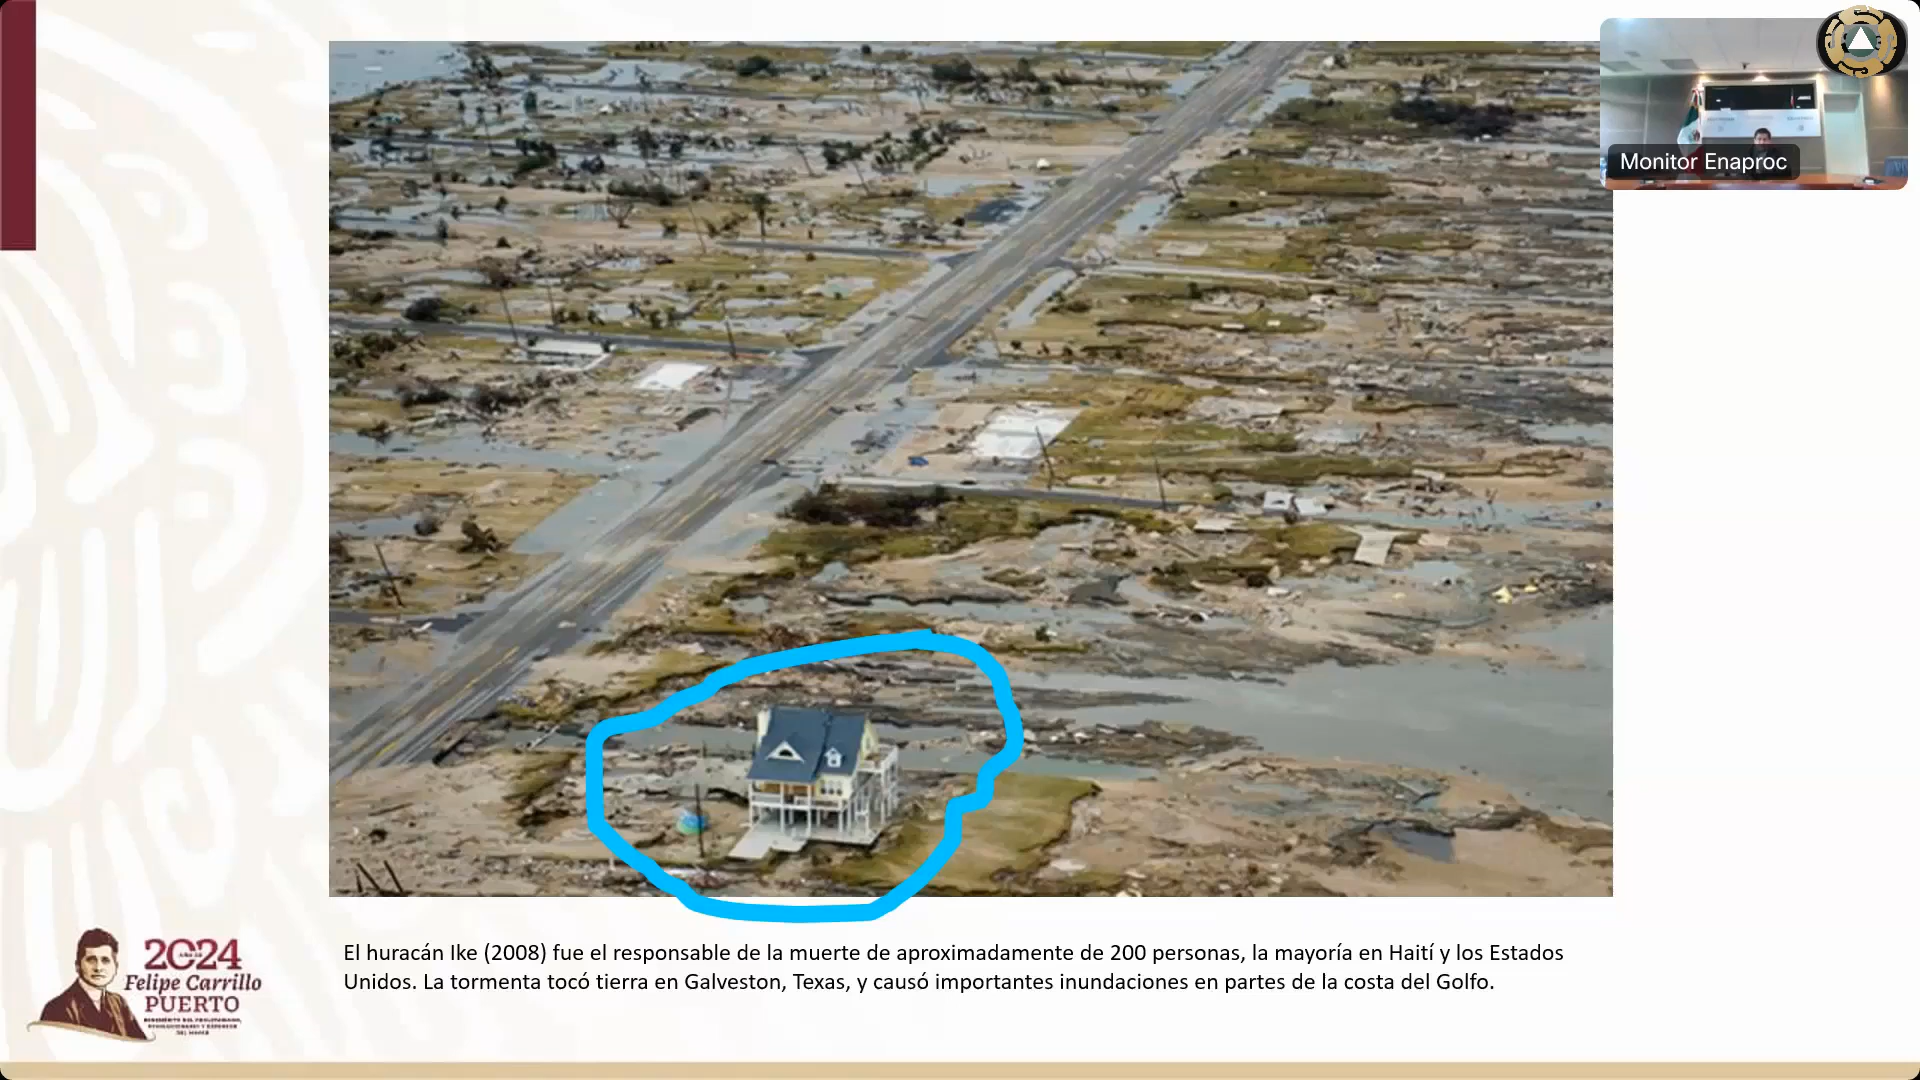 Monitor Enaproc
El huracán Ike (2008) fue el responsable de la muerte de aproximadamente de 200 personas, la mayoría en Haití y los Estados
Unidos. La tormenta tocó tierra en Galveston, Texas, y causó importantes inundaciones en partes de la costa del Golfo.
2024
Felipe Carrillo
PUERTO